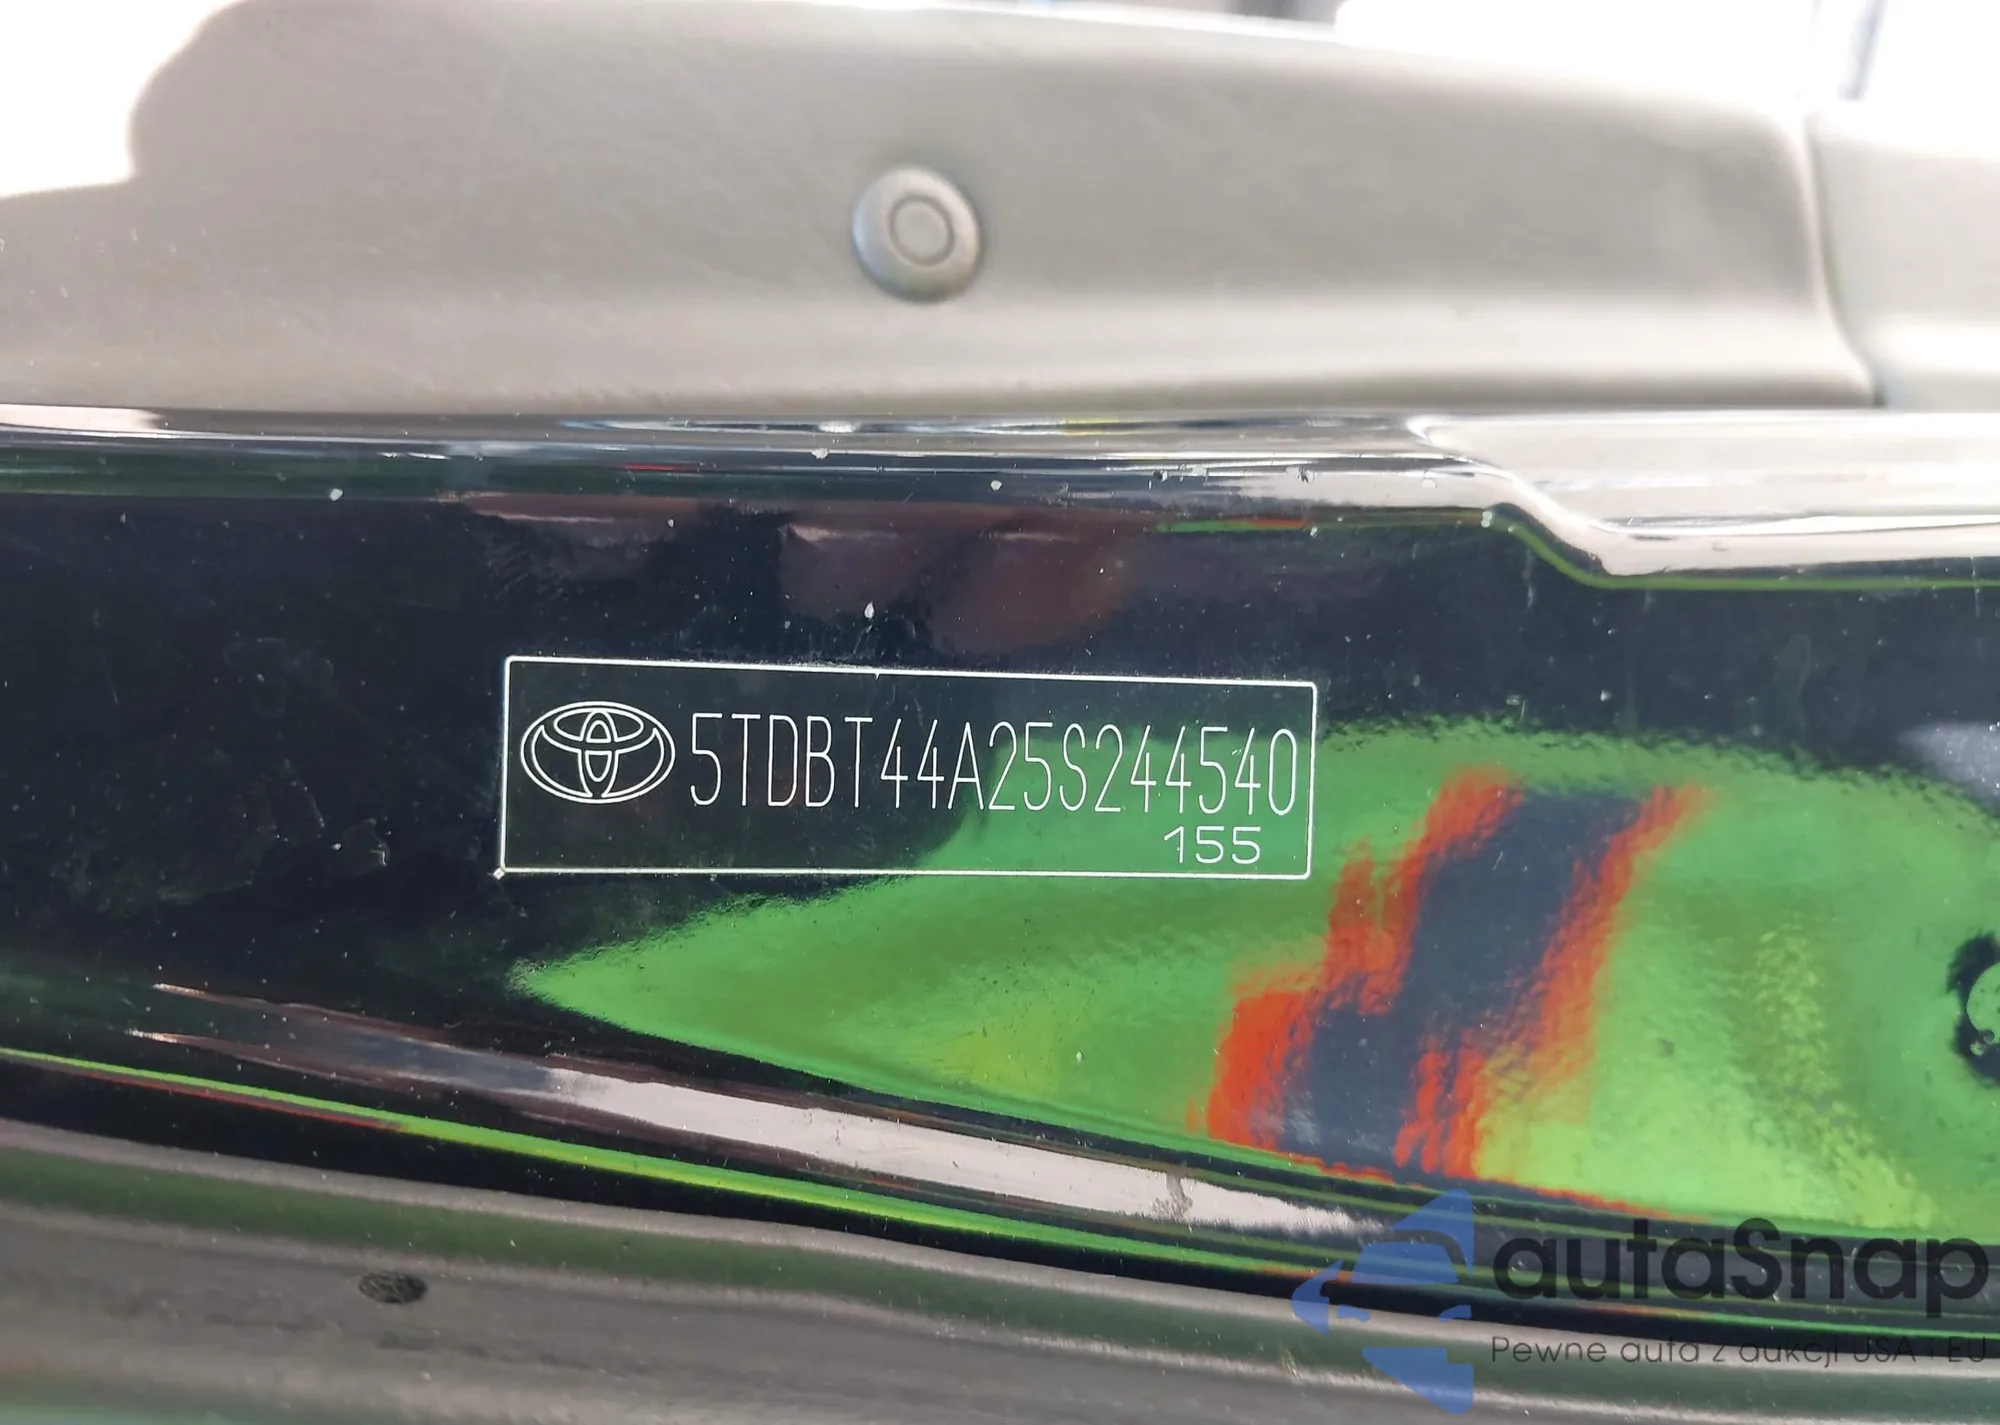 5TDBT44A25S244540
155
autaSnap
Pewne auta z aukcji USA i EU